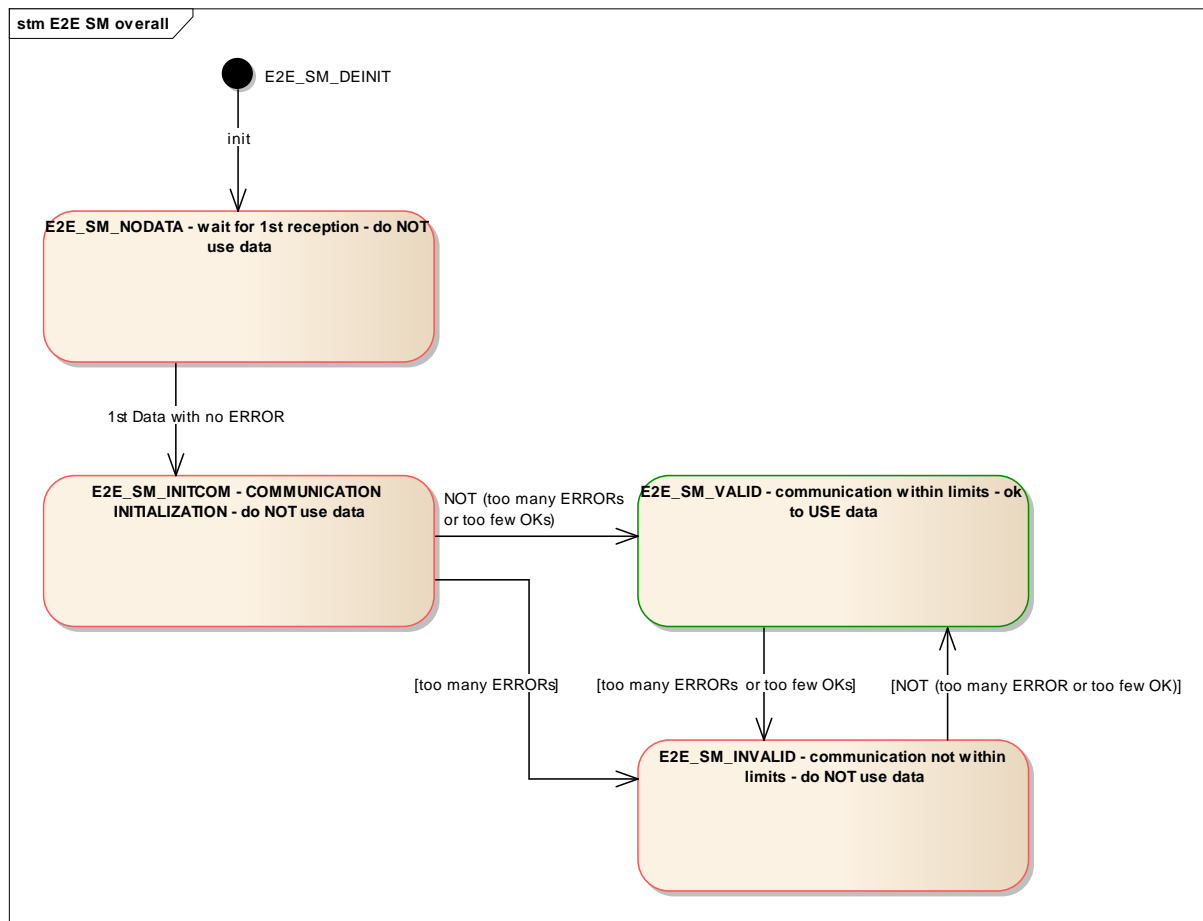 stm E2E SM overall
E2E_SM_DEINIT
init
E2E_SM_NODATA - wait for 1st reception - do NOT
use data
1st Data with no ERROR
E2E_SM_INITCOM - COMMUNICATION
INITIALIZATION - do NOT use data
NOT (too many ERRORs
or too few OKs)
E2E_SM_VALID - communication within limits - ok
to USE data
[too many ERRORs]
[too many ERRORs or too few OKs]
[NOT (too many ERROR or too few OK)]
E2E_SM_INVALID - communication not within
limits - do NOT use data